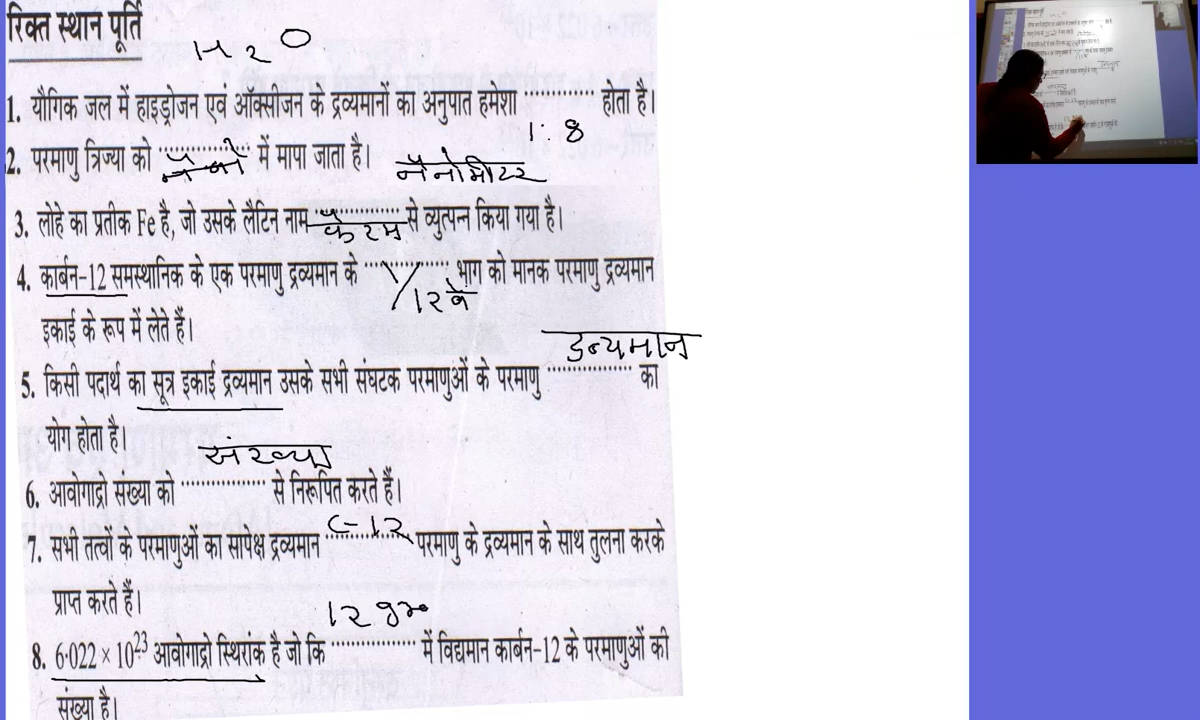 रिक्त स्थान पूर्ति
H2O
1. यौगिक जल में हाइड्रोजन एवं ऑक्सीजन के द्रव्यमानों का अनुपात हमेशा ............ होता है।
1:8
2. परमाणु त्रिज्या को ............ में मापा जाता है। नैनोमीटर
3. लोहे का प्रतीक Fe है, जो उसके लैटिन नाम ............ से व्युत्पन्न किया गया है।
फेरम
4. कार्बन-12 समस्थानिक के एक परमाणु द्रव्यमान के ............ भाग को मानक परमाणु द्रव्यमान
1/12वें
इकाई के रूप में लेते हैं।
द्रव्यमान
5. किसी पदार्थ का सूत्र इकाई द्रव्यमान उसके सभी संघटक परमाणुओं के परमाणु ............ का
योग होता है।
संख्या
6. आवोगाद्रो संख्या को ............ से निरूपित करते हैं।
C-12
7. सभी तत्वों के परमाणुओं का सापेक्ष द्रव्यमान ............ परमाणु के द्रव्यमान के साथ तुलना करके
प्राप्त करते हैं।
12 ग्राम
8. 6·022 × 10²³ आवोगाद्रो स्थिरांक है जो कि ............ में विद्यमान कार्बन-12 के परमाणुओं की
संख्या है।